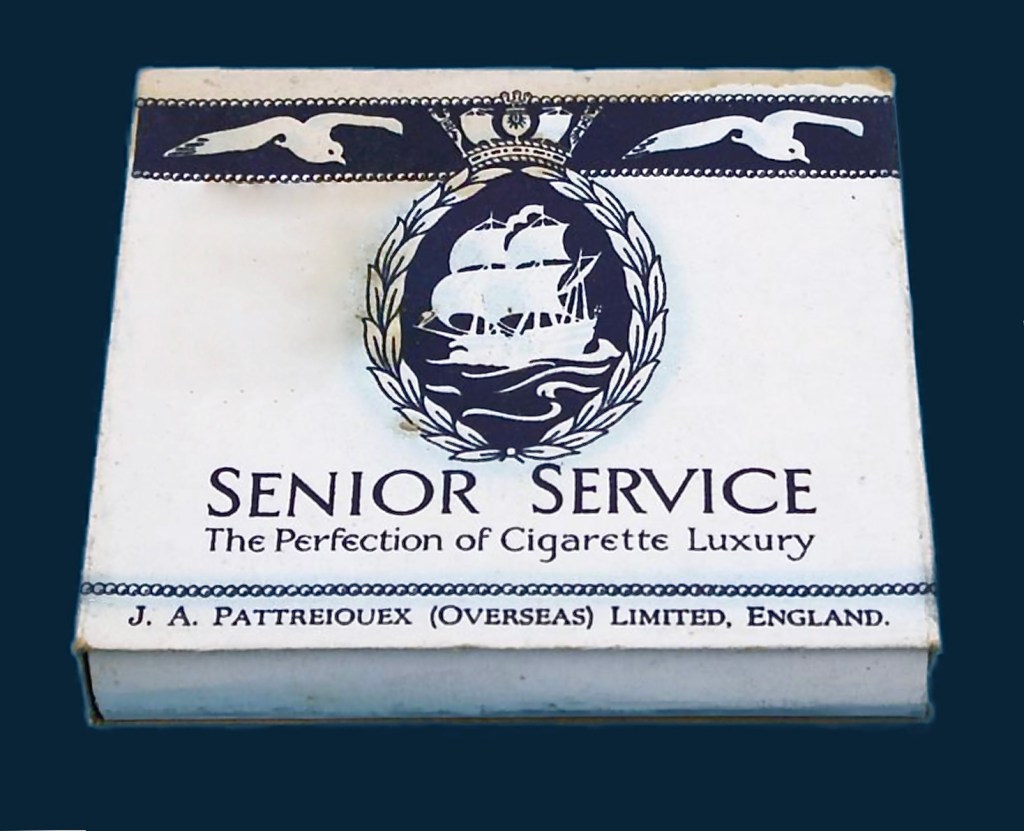 SENIOR SERVICE
The Perfection of Cigarette Luxury
J. A. PATTREIOUEX (OVERSEAS) LIMITED, ENGLAND.